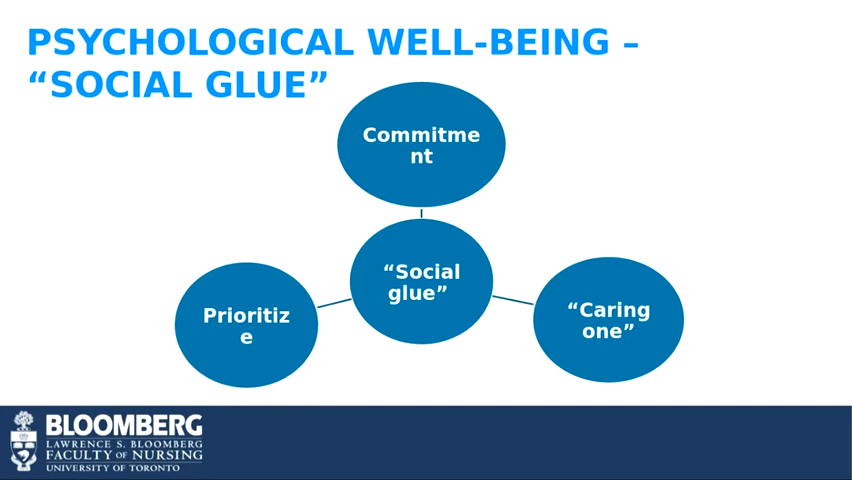 PSYCHOLOGICAL WELL-BEING –
“SOCIAL GLUE”
Commitme
nt
“Social
glue”
Prioritiz
e
“Caring
one”
BLOOMBERG
LAWRENCE S. BLOOMBERG
FACULTY OF NURSING
UNIVERSITY OF TORONTO